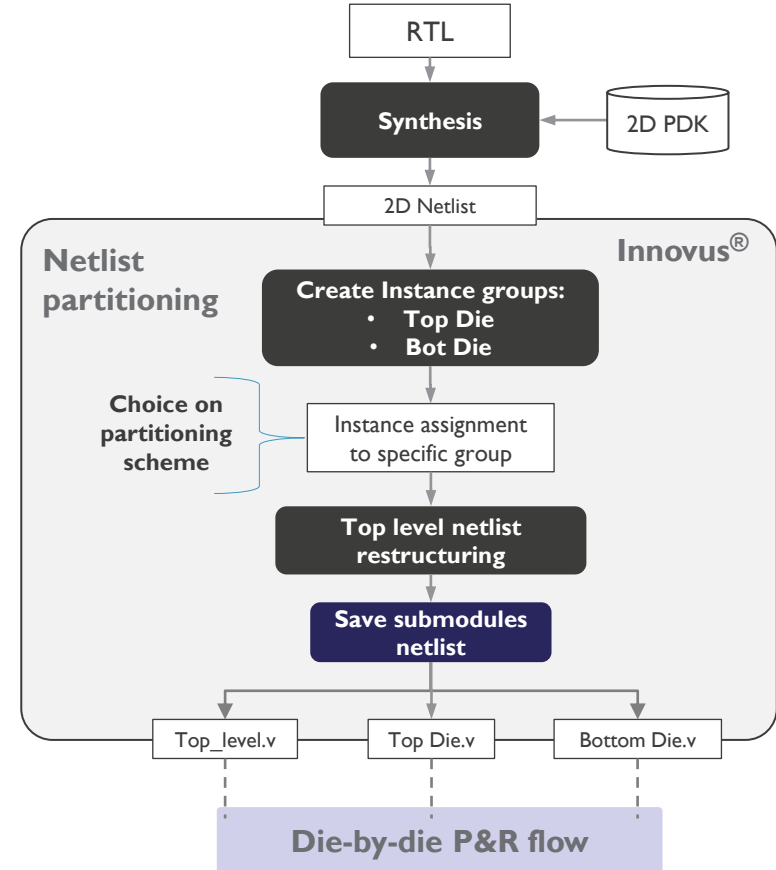 RTL
Synthesis
2D PDK
2D Netlist
Netlist
partitioning
Innovus®
Create Instance groups:
• Top Die
• Bot Die
Choice on
partitioning
scheme
Instance assignment
to specific group
Top level netlist
restructuring
Save submodules
netlist
Top_level.v
Top Die.v
Bottom Die.v
Die-by-die P&R flow